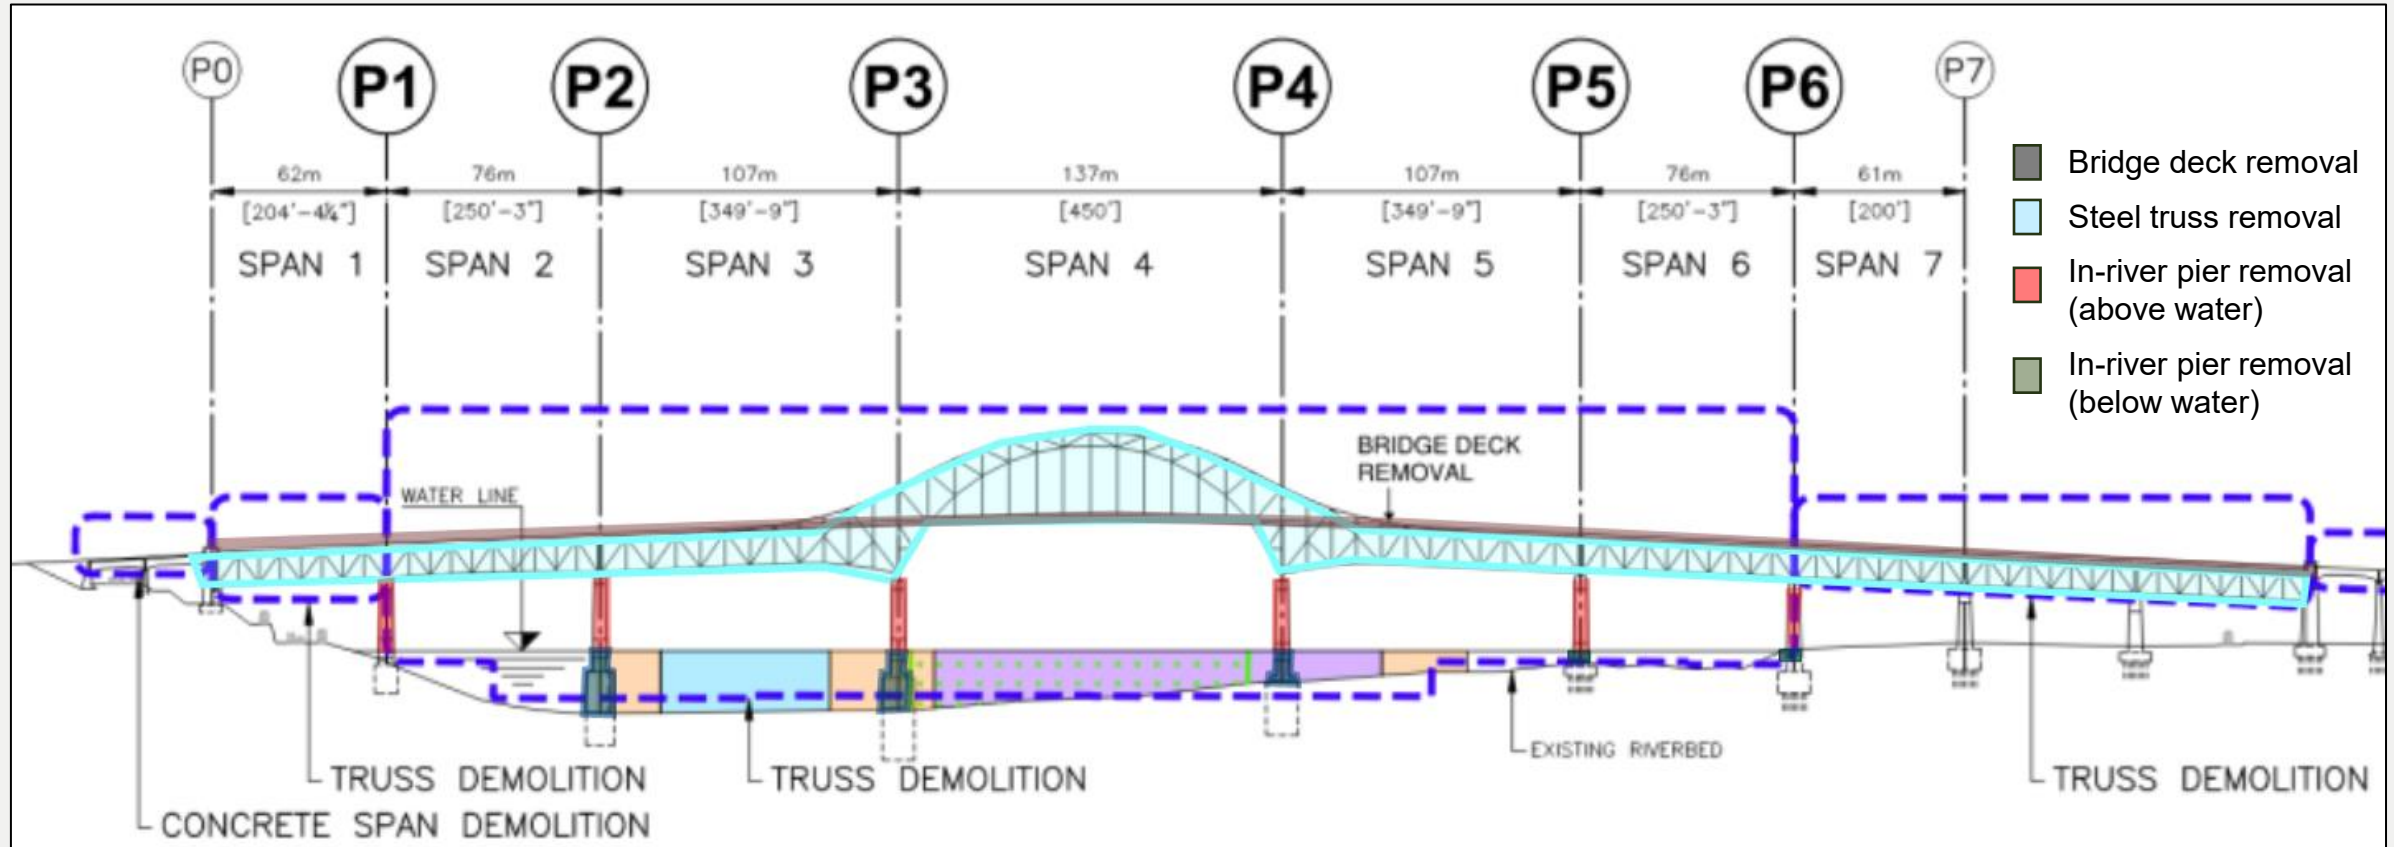 P0
P1
P2
P3
P4
P5
P6
P7
62m
76m
107m
137m
107m
76m
61m
[204'-4¼"]
[250'-3"]
[349'-9"]
[450']
[349'-9"]
[250'-3"]
[200']
SPAN 1
SPAN 2
SPAN 3
SPAN 4
SPAN 5
SPAN 6
SPAN 7
Bridge deck removal
Steel truss removal
In-river pier removal
(above water)
In-river pier removal
(below water)
BRIDGE DECK
REMOVAL
WATER LINE
EXISTING RIVERBED
TRUSS DEMOLITION
TRUSS DEMOLITION
TRUSS DEMOLITION
CONCRETE SPAN DEMOLITION